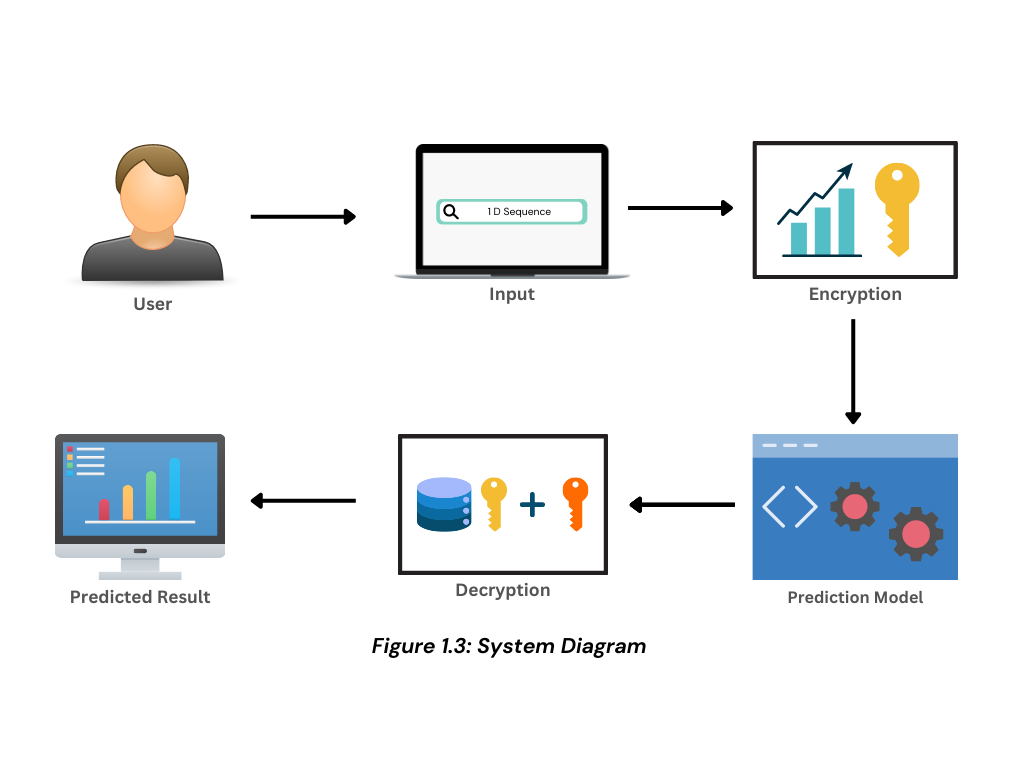 1 D Sequence
User
Input
Encryption
Predicted Result
Decryption
Prediction Model
Figure 1.3: System Diagram